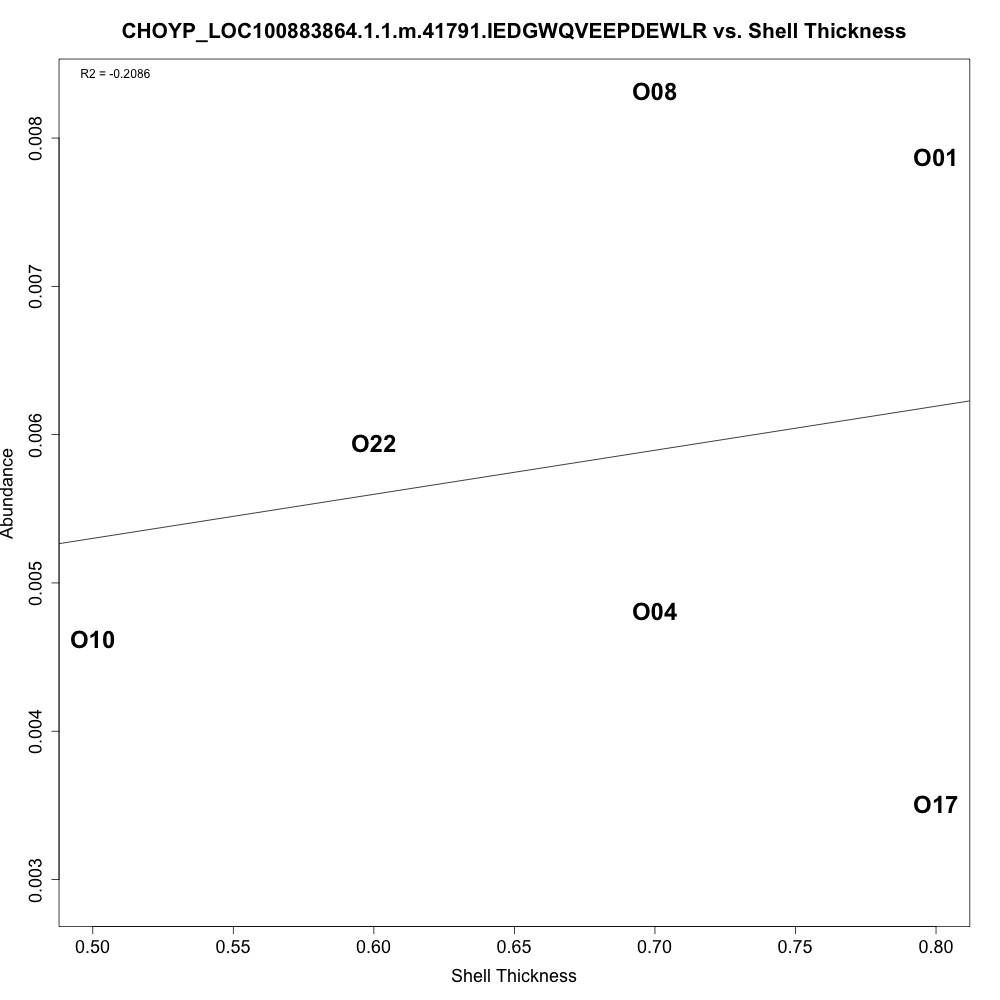 CHOYP_LOC100883864.1.1.m.41791.IEDGWQVEEPDEWLR vs. Shell Thickness
R2 = -0.2086
O08
O01
O22
O04
O10
O17
0.008
0.007
0.006
0.005
0.004
0.003
Abundance
0.50 0.55 0.60 0.65 0.70 0.75 0.80
Shell Thickness